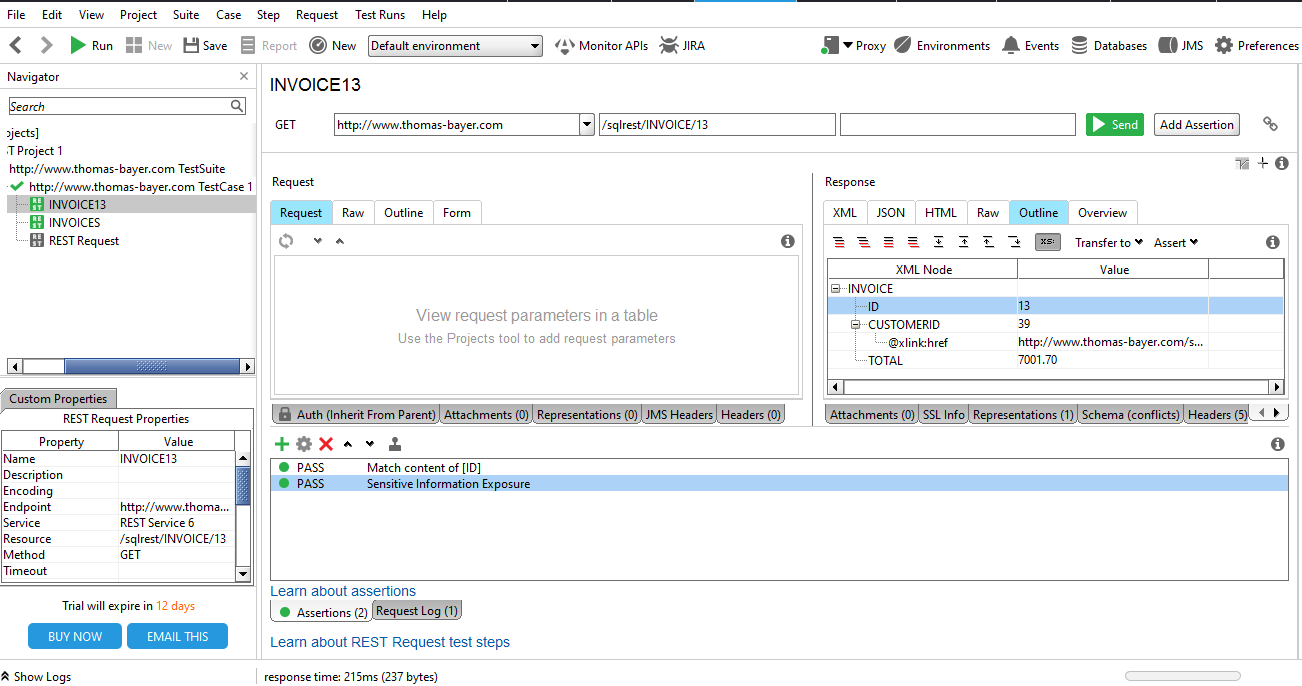 File Edit View Project Suite Case Step Request Test Runs Help
Run New Save Report New Default environment Monitor APIs JIRA Proxy Environments Events Databases JMS Preferences
Navigator
Search
ojects]
T Project 1
http://www.thomas-bayer.com TestSuite
http://www.thomas-bayer.com TestCase 1
REST INVOICE13
REST INVOICES
REST REST Request
Custom Properties
REST Request Properties
Property Value
Name INVOICE13
Description
Encoding
Endpoint http://www.thoma...
Service REST Service 6
Resource /sqlrest/INVOICE/13
Method GET
Timeout
Trial will expire in 12 days
BUY NOW EMAIL THIS
INVOICE13
GET http://www.thomas-bayer.com /sqlrest/INVOICE/13 Send Add Assertion
Request
Request Raw Outline Form
View request parameters in a table
Use the Projects tool to add request parameters
Auth (Inherit From Parent) Attachments (0) Representations (0) JMS Headers Headers (0)
Response
XML JSON HTML Raw Outline Overview
XS: Transfer to Assert
XML Node Value
INVOICE
ID 13
CUSTOMERID 39
@xlink:href http://www.thomas-bayer.com/s...
TOTAL 7001.70
Attachments (0) SSL Info Representations (1) Schema (conflicts) Headers (5)
PASS Match content of [ID]
PASS Sensitive Information Exposure
Learn about assertions
Assertions (2) Request Log (1)
Learn about REST Request test steps
Show Logs response time: 215ms (237 bytes)